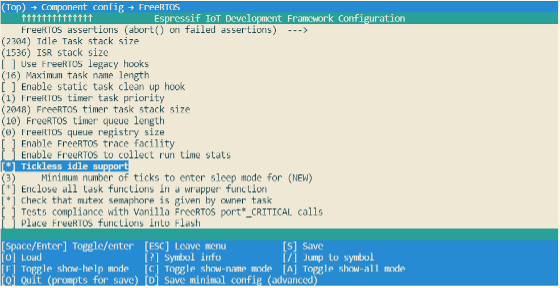 (Top) → Component config → FreeRTOS
↑↑↑↑↑↑↑↑↑↑↑↑↑↑ Espressif IoT Development Framework Configuration
FreeRTOS assertions (abort() on failed assertions)  --->
(2304) Idle Task stack size
(1536) ISR stack size
[ ] Use FreeRTOS legacy hooks
(16) Maximum task name length
[ ] Enable static task clean up hook
(1) FreeRTOS timer task priority
(2048) FreeRTOS timer task stack size
(10) FreeRTOS timer queue length
(0) FreeRTOS queue registry size
[ ] Enable FreeRTOS trace facility
[ ] Enable FreeRTOS to collect run time stats
[*] Tickless idle support
(3) Minimum number of ticks to enter sleep mode for (NEW)
[*] Enclose all task functions in a wrapper function
[*] Check that mutex semaphore is given by owner task
[ ] Tests compliance with Vanilla FreeRTOS port*_CRITICAL calls
[ ] Place FreeRTOS functions into Flash
[Space/Enter] Toggle/enter [ESC] Leave menu [S] Save
[O] Load [?] Symbol info [/] Jump to symbol
[F] Toggle show-help mode [C] Toggle show-name mode [A] Toggle show-all mode
[Q] Quit (prompts for save) [D] Save minimal config (advanced)